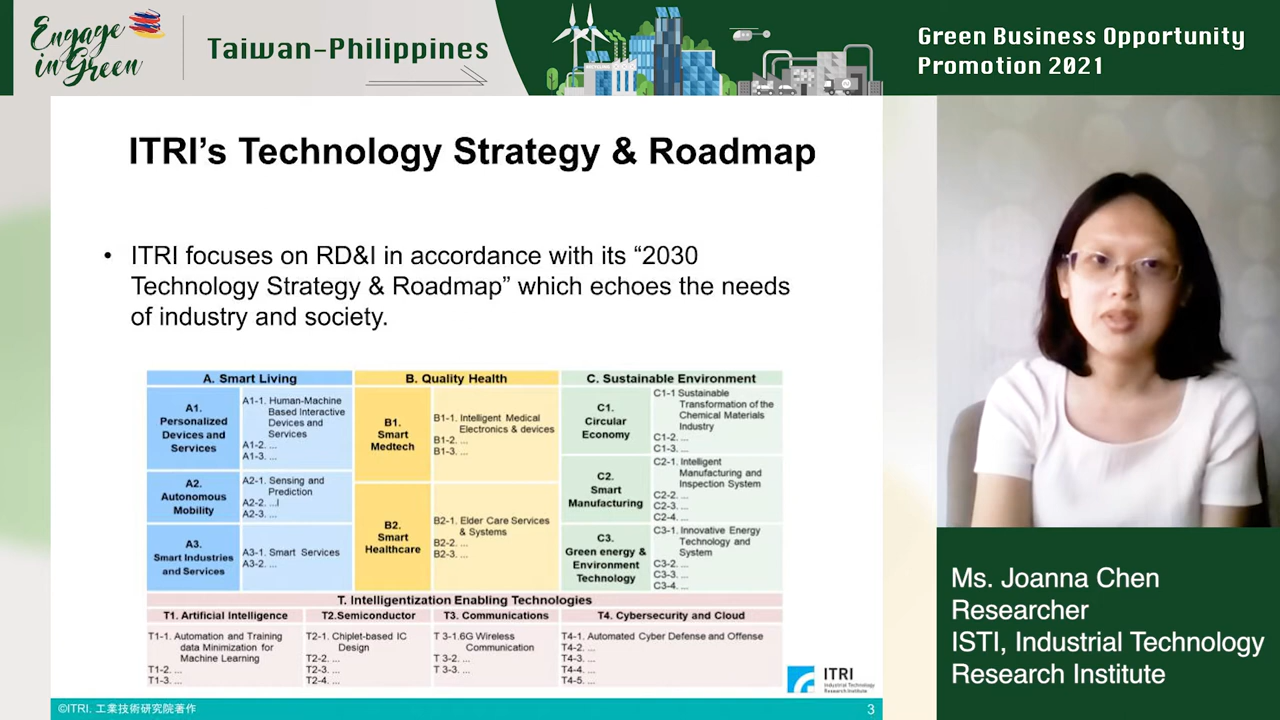 Engage
in Green
Taiwan-Philippines
Green Business Opportunity
Promotion 2021
ITRI's Technology Strategy & Roadmap
• ITRI focuses on RD&I in accordance with its “2030
Technology Strategy & Roadmap” which echoes the needs
of industry and society.
A. Smart Living
A1.
Personalized
Devices and
Services
A1-1. Human-Machine
Based Interactive
Devices and
Services
A1-2. ...
A1-3. ...
A2.
Autonomous
Mobility
A2-1. Sensing and
Prediction
A2-2. ...I
A2-3. ...
A3.
Smart Industries
and Services
A3-1. Smart Services
A3-2. ...
B. Quality Health
B1.
Smart
Medtech
B1-1. Intelligent Medical
Electronics & devices
B1-2. ...
B1-3. ...
B2.
Smart
Healthcare
B2-1. Elder Care Services
& Systems
B2-2. ...
B2-3. ...
C. Sustainable Environment
C1.
Circular
Economy
C1-1 Sustainable
Transformation of the
Chemical Materials
Industry
C1-2. ...
C1-3. ...
C2.
Smart
Manufacturing
C2-1. Intelligent
Manufacturing and
Inspection System
C2-2. ...
C2-3. ...
C2-4. ...
C3.
Green energy &
Environment
Technology
C3-1. Innovative Energy
Technology and
System
C3-2. ...
C3-3. ...
C3-4. ...
T. Intelligentization Enabling Technologies
T1. Artificial Intelligence
T1-1. Automation and Training
data Minimization for
Machine Learning
T1-2. ...
T1-3. ...
T2.Semiconductor
T2-1. Chiplet-based IC
Design
T2-2. ...
T2-3. ...
T2-4. ...
T3. Communications
T 3-1.6G Wireless
Communication
T 3-2. ...
T 3-3. ...
T4. Cybersecurity and Cloud
T4-1. Automated Cyber Defense and Offense
T4-2. ...
T4-3. ...
T4-4. ...
T4-5. ...
ITRI
Industrial Technology
Research Institute
©ITRI. 工業技術研究院著作
3
Ms. Joanna Chen
Researcher
ISTI, Industrial Technology
Research Institute